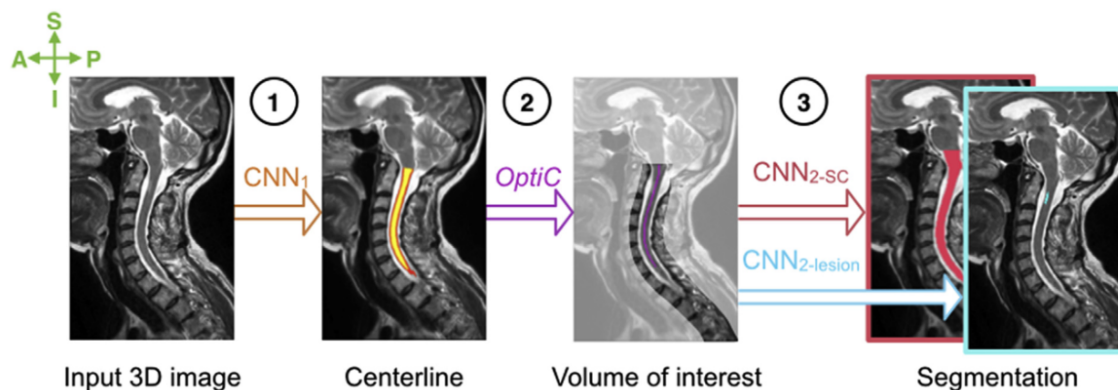 S
A P
I
1 2 3
CNN1 OptiC CNN2-SC
CNN2-lesion
Input 3D image Centerline Volume of interest Segmentation